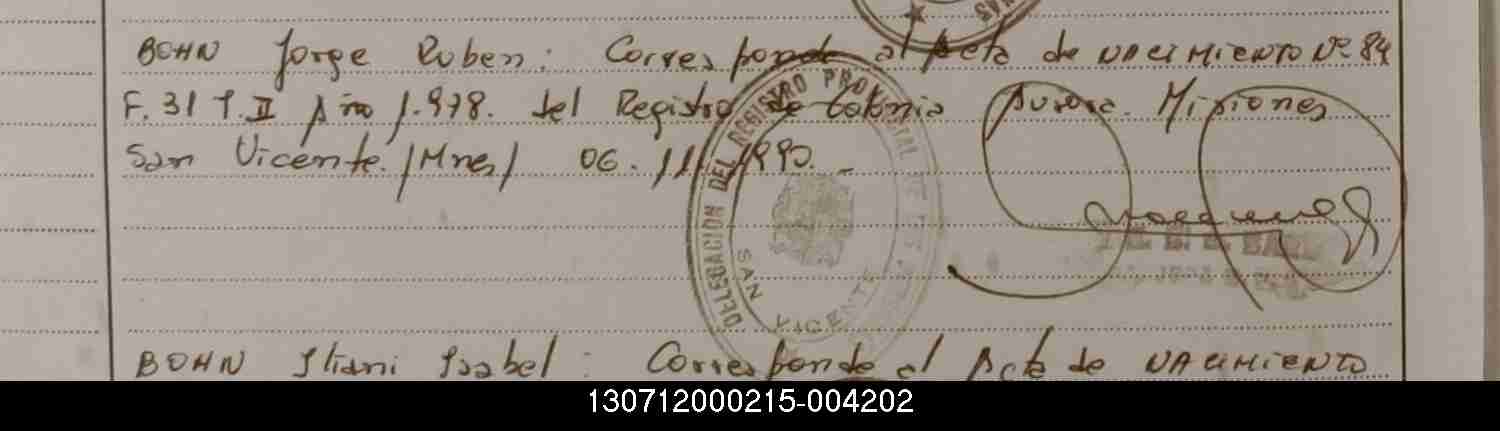 BOHN Jorge Ruben: Corresponde al Acta de NACIMIENTO Nº 84
F. 31 T. II Año 1.978. del Registro de Colonia Aurora. Misiones
San Vicente. /Mnes/ 06. 1990. _
DELEGACION DEL REGISTRO PROVINCIAL DE
SAN VICENTE
BOHN Iliani Isabel: Corresponde al Acta de NACIMIENTO
130712000215-004202